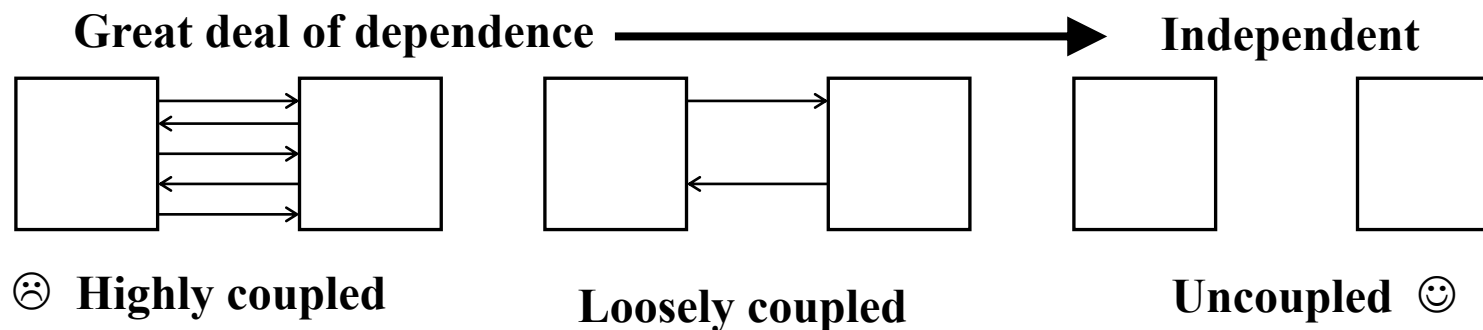 Great deal of dependence
Independent
☹ Highly coupled
Loosely coupled
Uncoupled ☺